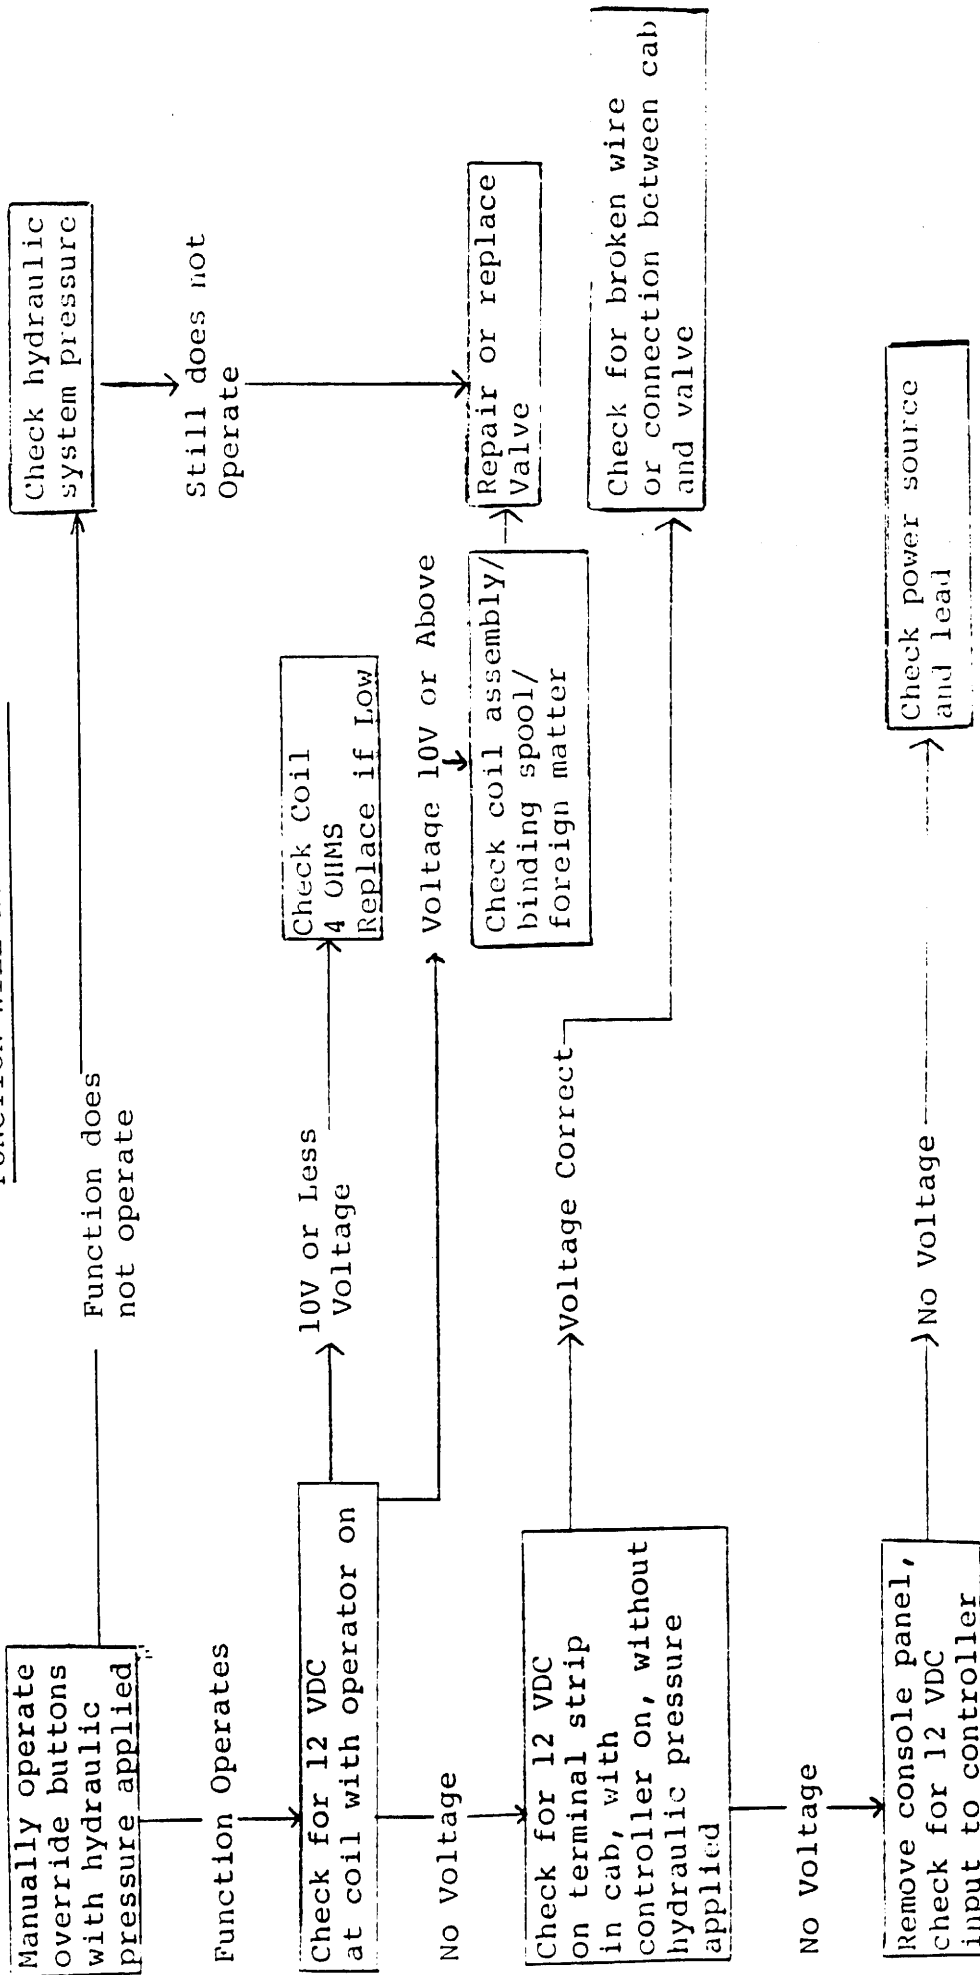 Manually operate
override buttons
with hydraulic
pressure applied
Function does
not operate
Check hydraulic
system pressure
Function Operates
Still does not
Operate
Check for 12 VDC
at coil with operator on
10V or Less
Voltage
Check Coil
4 OHMS
Replace if Low
Voltage 10V or Above
Check coil assembly/
binding spool/
foreign matter
Repair or replace
Valve
No Voltage
Check for 12 VDC
on terminal strip
in cab, with
controller on, without
hydraulic pressure
applied
Voltage Correct
Check for broken wire
or connection between cab
and valve
No Voltage
Remove console panel,
check for 12 VDC
input to controller
No Voltage
Check power source
and lead